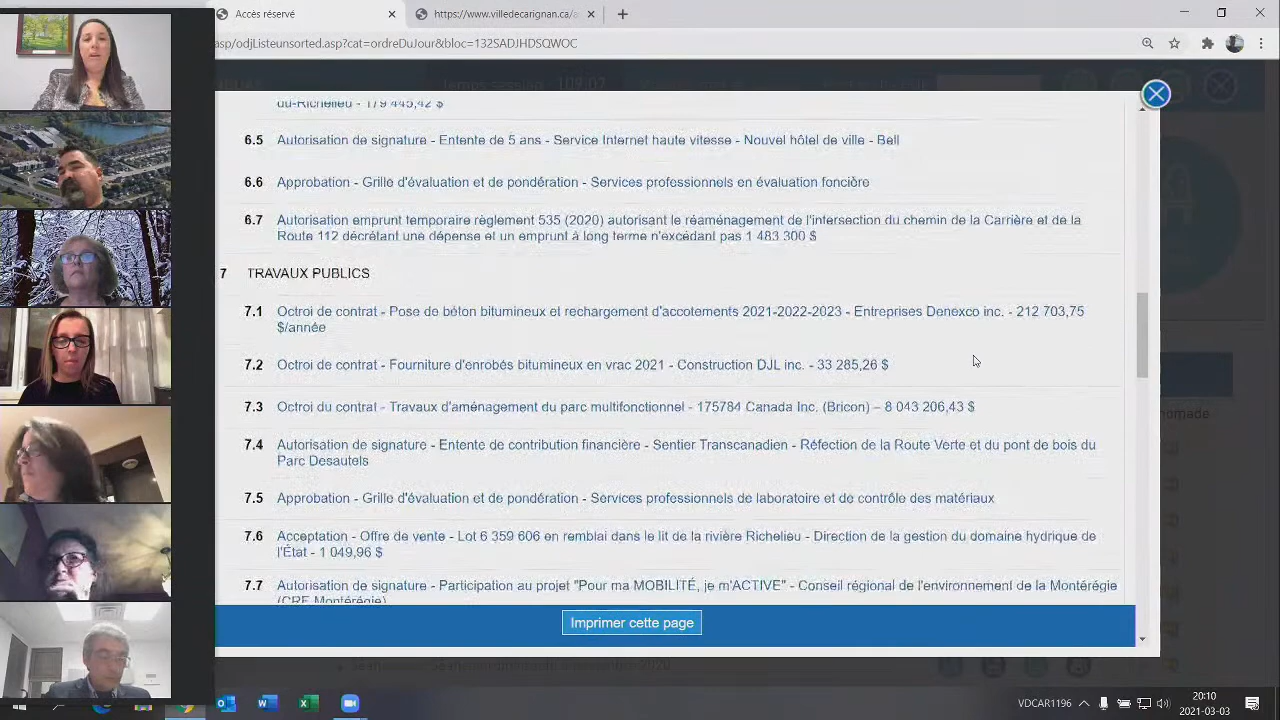 Accès réservé
https://www.villedecarignan.ca/a
asp/odjListeunsorted.asp?cat=ordreDuJour&bloc=
du-Richelieu - 179 445,42 $
6.5 Autorisation de signature - Entente de 5 ans - Service Internet haute vitesse - Nouvel hôtel de ville - Bell
6.6 Approbation - Grille d'évaluation et de pondération - Services professionnels en évaluation foncière
6.7 Autorisation emprunt temporaire règlement 535 (2020) autorisant le réaménagement de l'intersection du chemin de la Carrière et de la
Route 112 décrétant une dépense et un emprunt à long terme n'excédant pas 1 483 300 $
7 TRAVAUX PUBLICS
7.1 Octroi de contrat - Pose de béton bitumineux et rechargement d'accotements 2021-2022-2023 - Entreprises Denexco inc. - 212 703,75
$/année
7.2 Octroi de contrat - Fourniture d'enrobés bitumineux en vrac 2021 - Construction DJL inc. - 33 285,26 $
7.3 Octroi du contrat - Travaux d'aménagement du parc multifonctionnel - 175784 Canada Inc. (Bricon) – 8 043 206,43 $
7.4 Autorisation de signature - Entente de contribution financière - Sentier Transcanadien - Réfection de la Route Verte et du pont de bois du
Parc Desautels
7.5 Approbation - Grille d'évaluation et de pondération - Services professionnels de laboratoire et de contrôle des matériaux
7.6 Acceptation - Offre de vente - Lot 6 359 606 en remblai dans le lit de la rivière Richelieu - Direction de la gestion du domaine hydrique de
l'État - 1 049,96 $
7.7 Autorisation de signature - Participation au projet "Pour ma MOBILITÉ, je m'ACTIVE" - Conseil régional de l'environnement de la Montérégie
(CRE Montérégie)
nomade
Imprimer cette page
VDCAR1196
20:10
2021-03-03